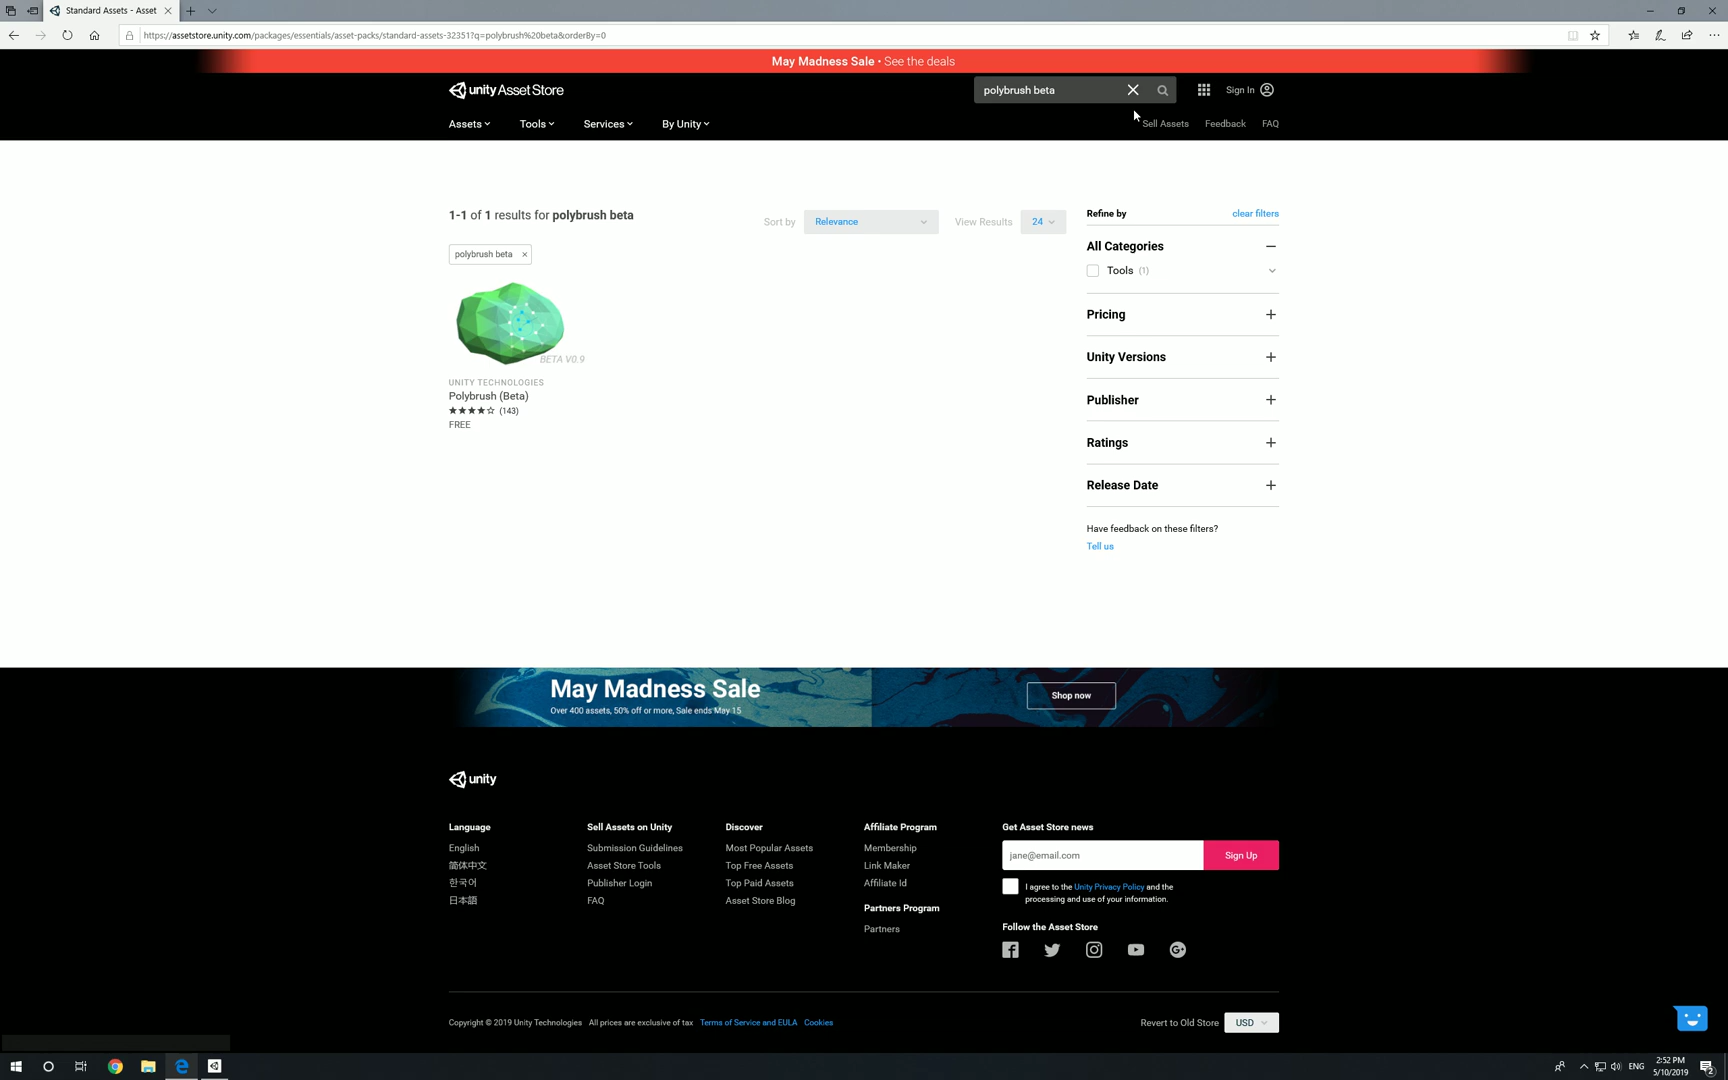 Standard Assets - Asset
https://assetstore.unity.com/packages/essentials/asset-packs/standard-assets-32351?q=polybrush%20beta&orderBy=0
May Madness Sale • See the deals
unity Asset Store
polybrush beta
Sign In
Assets
Tools
Services
By Unity
Sell Assets
Feedback
FAQ
1-1 of 1 results for polybrush beta
Sort by
Relevance
View Results
24
polybrush beta ×
BETA V0.9
UNITY TECHNOLOGIES
Polybrush (Beta)
★★★★☆ (143)
FREE
Refine by
clear filters
All Categories
Tools (1)
Pricing
Unity Versions
Publisher
Ratings
Release Date
Have feedback on these filters?
Tell us
May Madness Sale
Over 400 assets, 50% off or more, Sale ends May 15
Shop now
unity
Language
English
简体中文
한국어
日本語
Sell Assets on Unity
Submission Guidelines
Asset Store Tools
Publisher Login
FAQ
Discover
Most Popular Assets
Top Free Assets
Top Paid Assets
Asset Store Blog
Affiliate Program
Membership
Link Maker
Affiliate Id
Partners Program
Partners
Get Asset Store news
jane@email.com
Sign Up
I agree to the Unity Privacy Policy and the
processing and use of your information.
Follow the Asset Store
Copyright © 2019 Unity Technologies
All prices are exclusive of tax
Terms of Service and EULA
Cookies
Revert to Old Store
USD
ENG
2:52 PM
5/10/2019
2